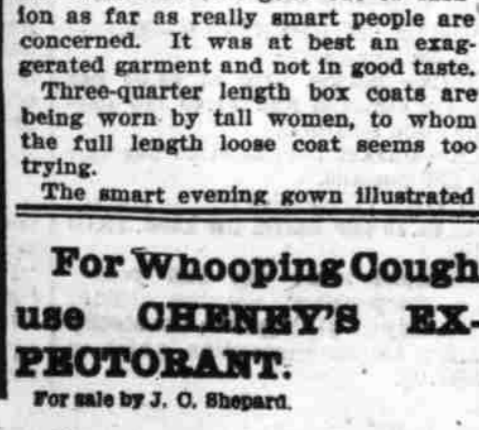 ion as far as really smart people are
concerned. It was at best an exag-
gerated garment and not in good taste.
Three-quarter length box coats are
being worn by tall women, to whom
the full length loose coat seems too
trying.
The smart evening gown illustrated
For Whooping Cough
use CHENEY'S EX-
PECTORANT.
For sale by J. C. Shepard.